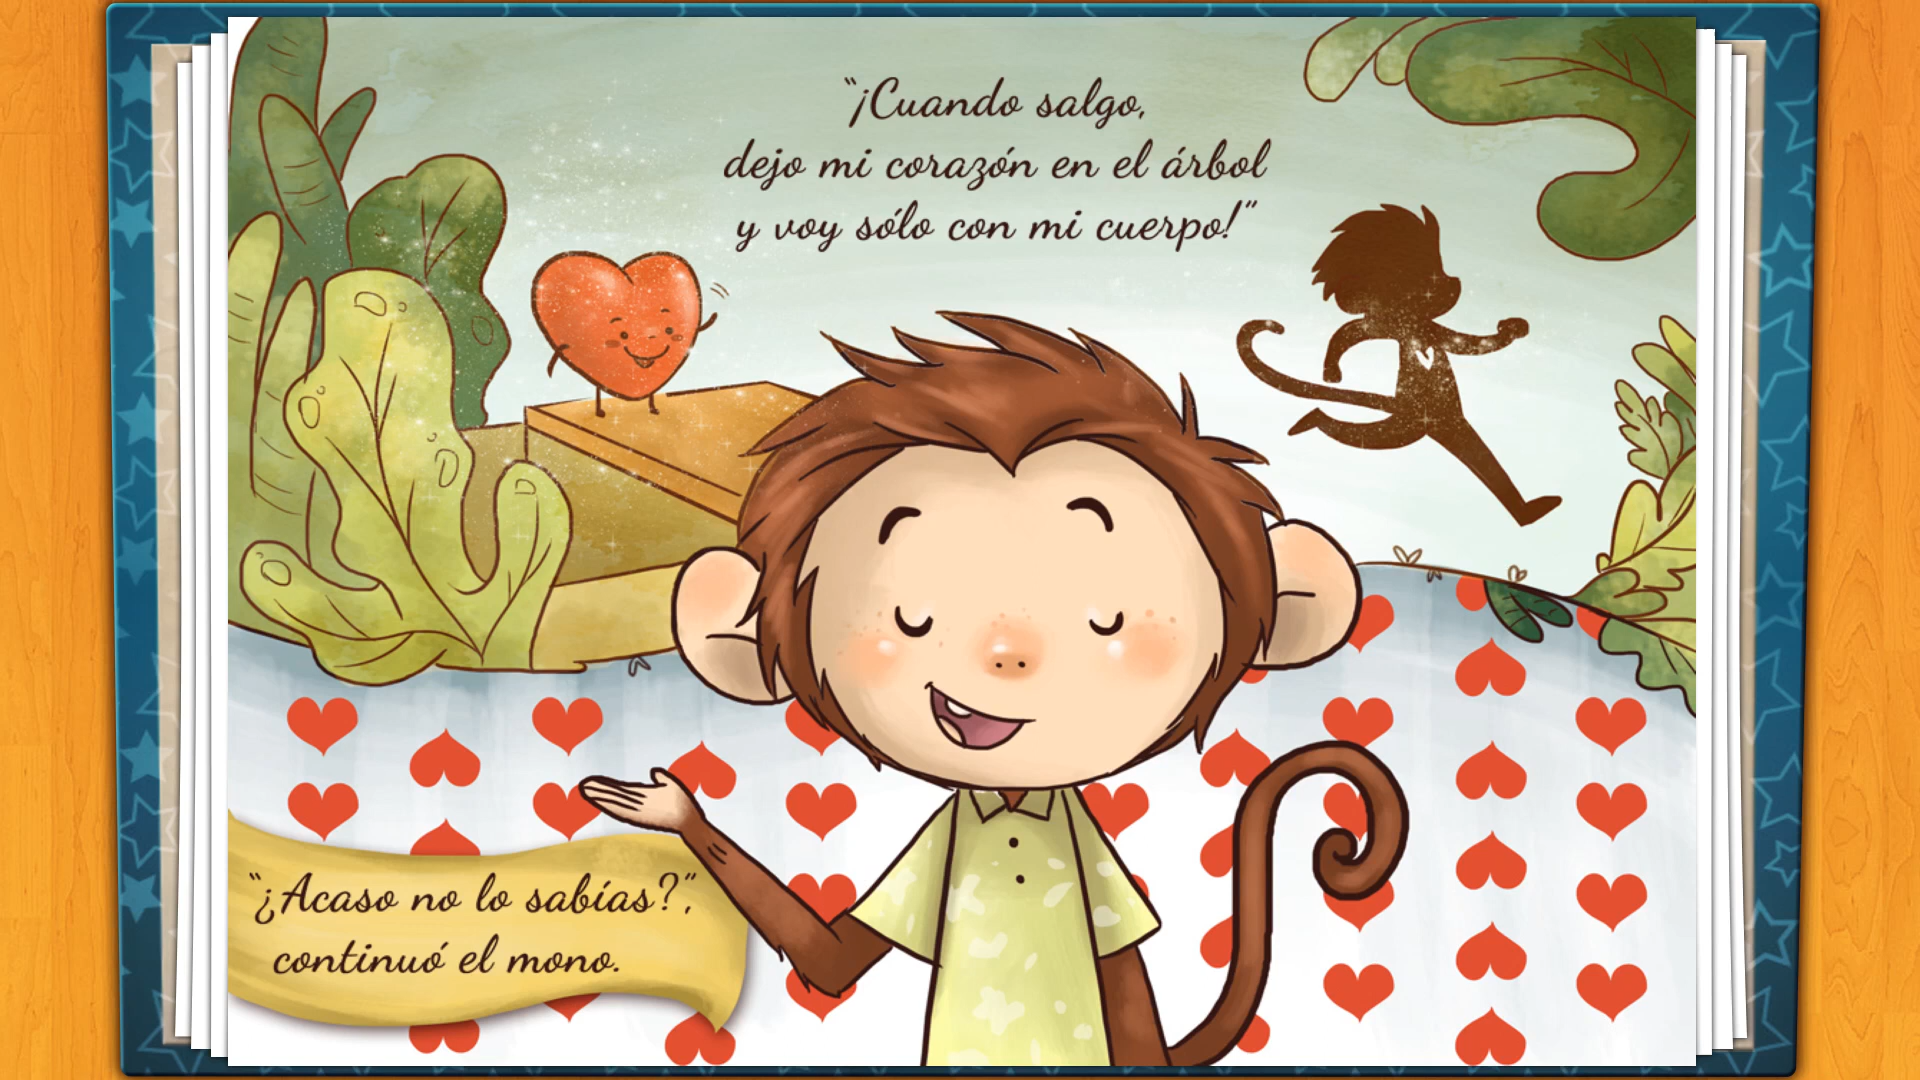 “¡Cuando salgo,
dejo mi corazón en el árbol
y voy sólo con mi cuerpo!”
“¿Acaso no lo sabías?”,
continuó el mono.